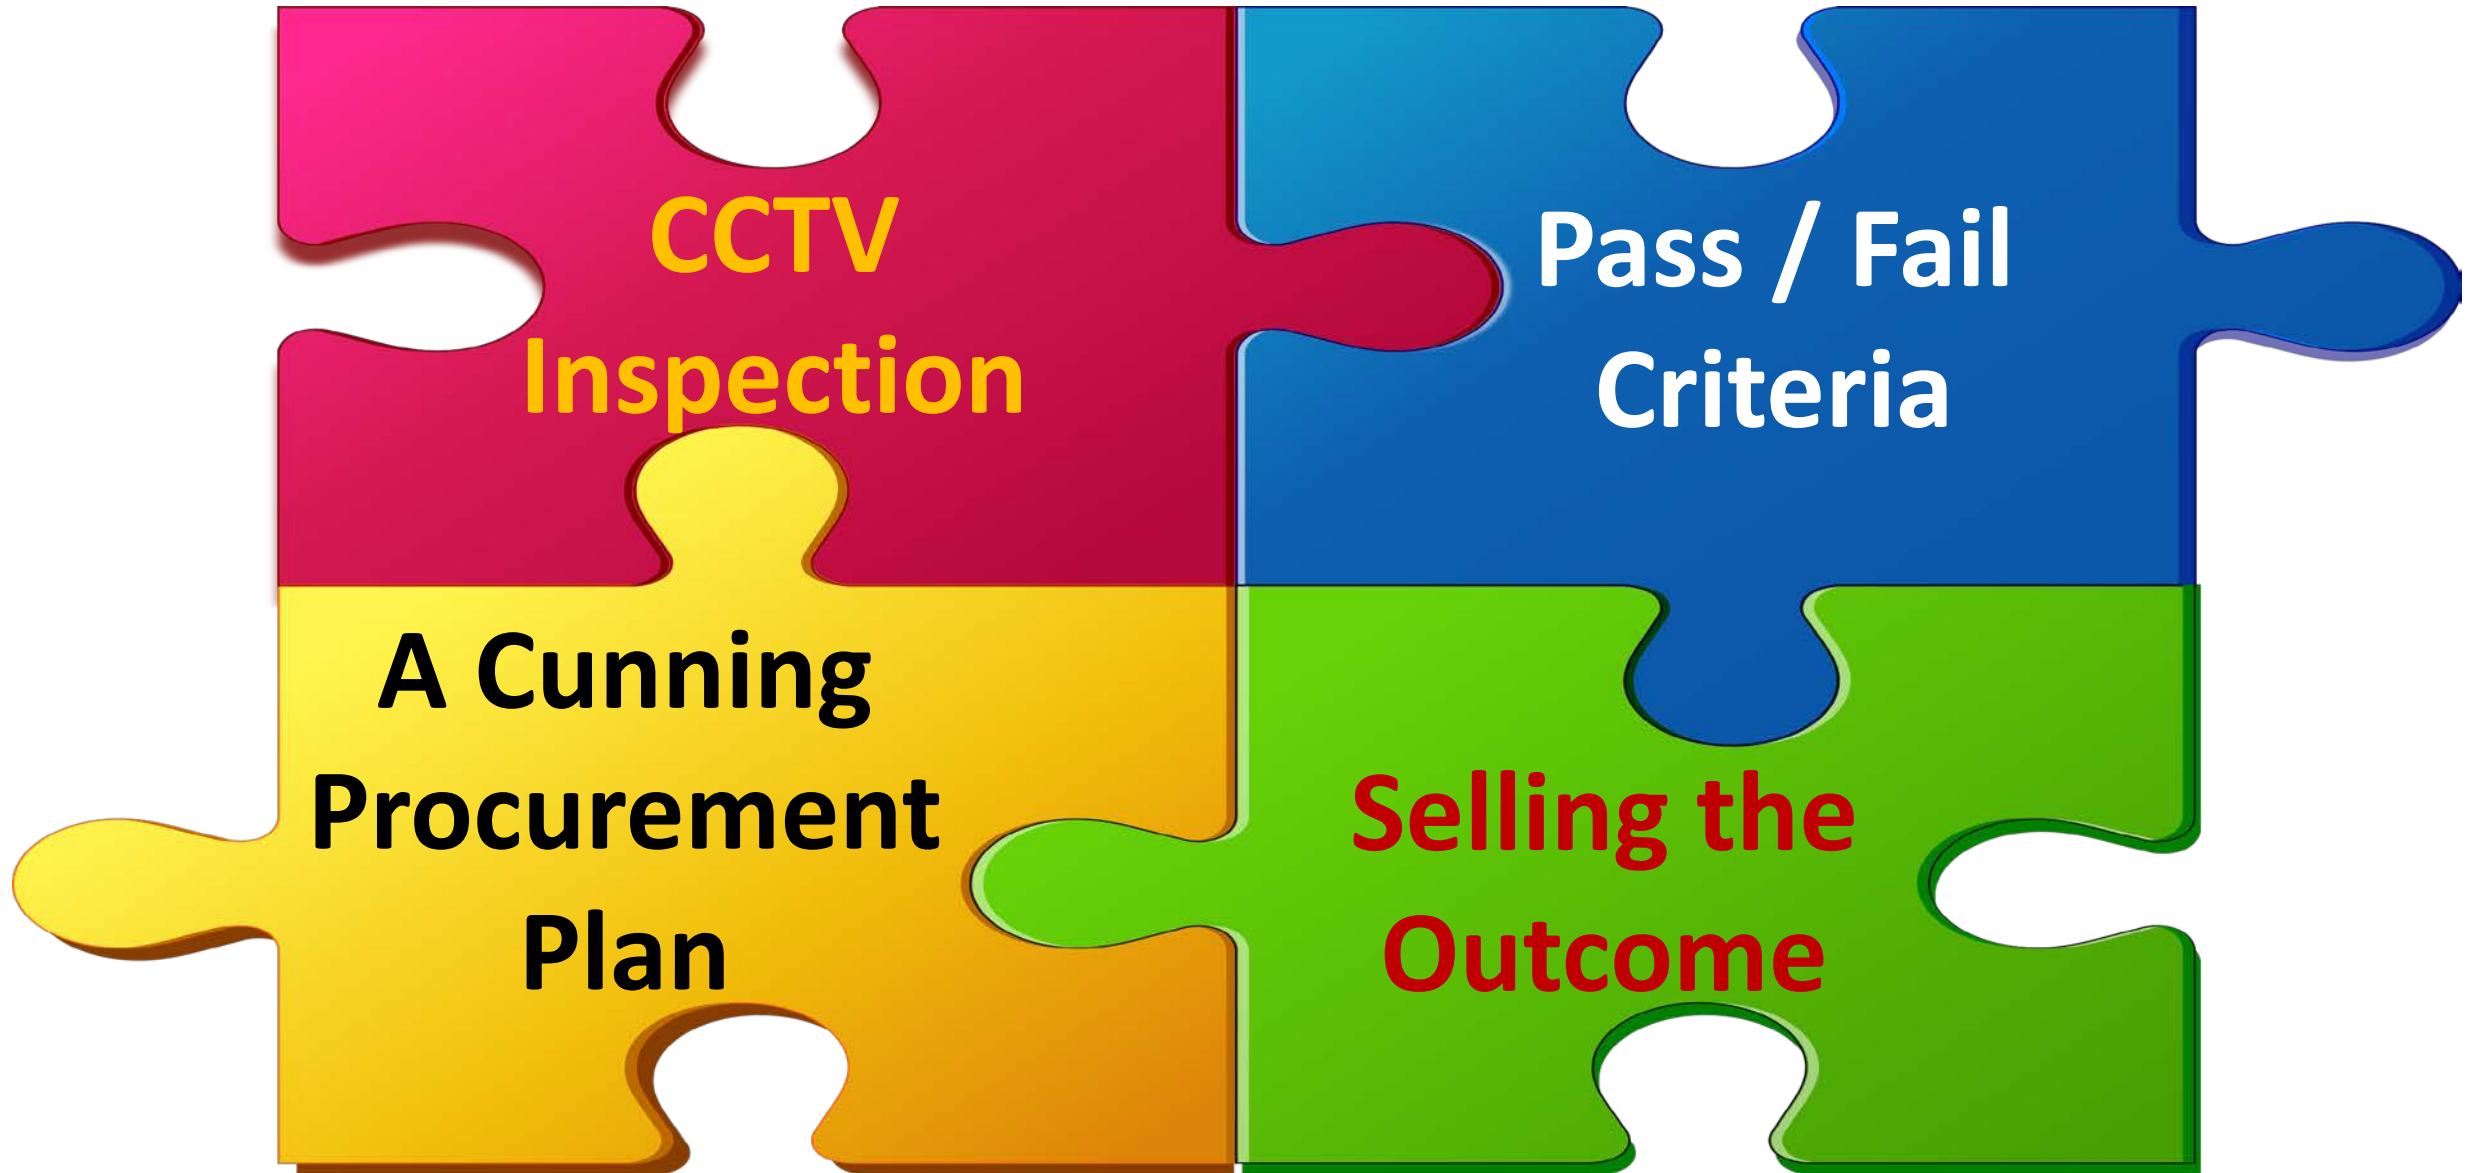 CCTV
Inspection
Pass / Fail
Criteria
A Cunning
Procurement
Plan
Selling the
Outcome